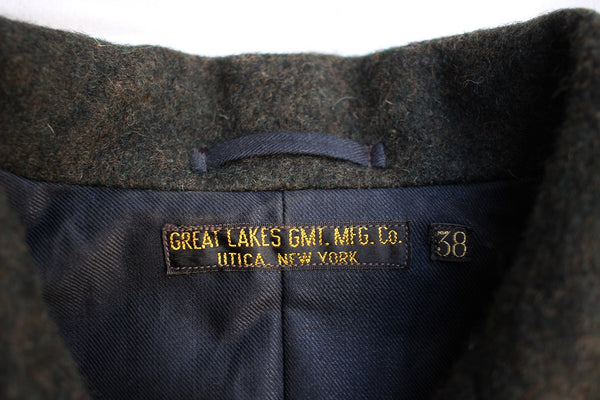 GREAT LAKES GMT. MFG. Co.
UTICA, NEW YORK
38